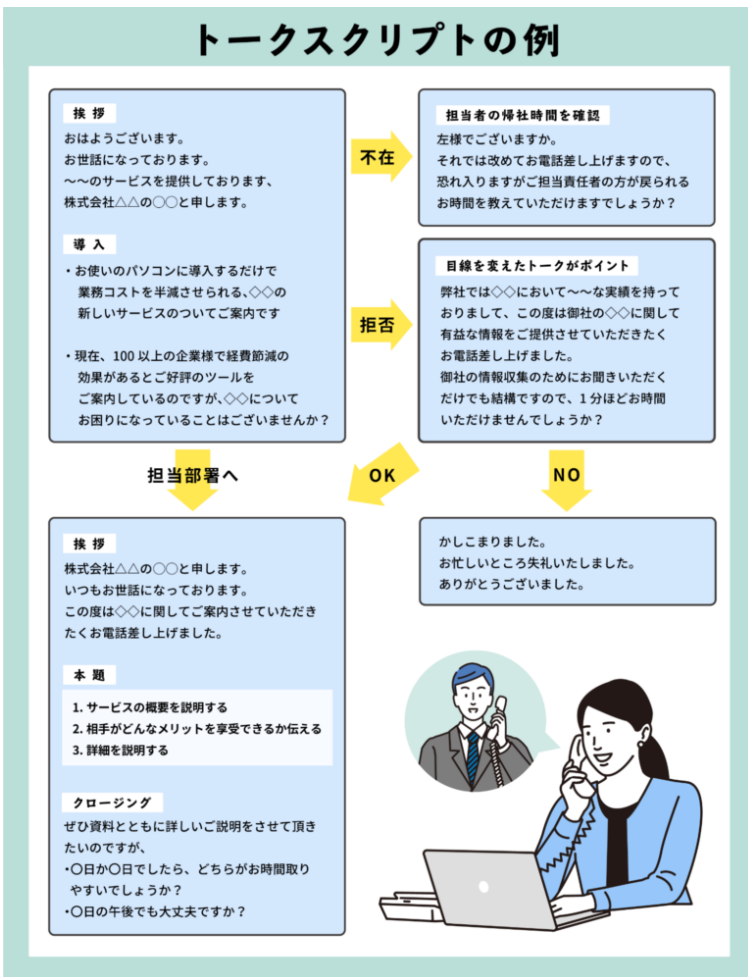 トークスクリプトの例
挨拶
おはようございます。
お世話になっております。
～～のサービスを提供しております、
株式会社△△の〇〇と申します。
導入
・お使いのパソコンに導入するだけで
業務コストを半減させられる、◇◇の
新しいサービスのついてご案内です
・現在、100以上の企業様で経費節減の
効果があるとご好評のツールを
ご案内しているのですが、◇◇について
お困りになっていることはございませんか？
不在
担当者の帰社時間を確認
左様でございますか。
それでは改めてお電話差し上げますので、
恐れ入りますがご担当責任者の方が戻られる
お時間を教えていただけますでしょうか？
拒否
目線を変えたトークがポイント
弊社では◇◇において～～な実績を持って
おりまして、この度は御社の◇◇に関して
有益な情報をご提供させていただきたく
お電話差し上げました。
御社の情報収集のためにお聞きいただく
だけでも結構ですので、1分ほどお時間
いただけませんでしょうか？
担当部署へ
OK
NO
挨拶
株式会社△△の〇〇と申します。
いつもお世話になっております。
この度は◇◇に関してご案内させていただき
たくお電話差し上げました。
本題
1. サービスの概要を説明する
2. 相手がどんなメリットを享受できるか伝える
3. 詳細を説明する
クロージング
ぜひ資料とともに詳しいご説明をさせて頂き
たいのですが、
・〇日か〇日でしたら、どちらがお時間取り
やすいでしょうか？
・〇日の午後でも大丈夫ですか？
かしこまりました。
お忙しいところ失礼いたしました。
ありがとうございました。